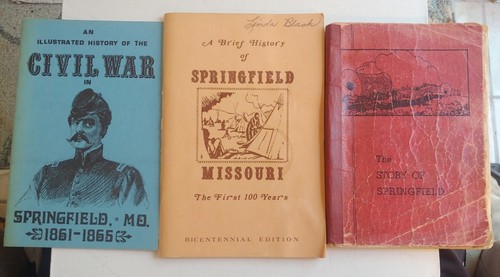 AN
ILLUSTRATED HISTORY OF THE
CIVIL WAR
IN
SPRINGFIELD, MO.
1861-1865
Linda Black
A Brief History
of
SPRINGFIELD
MISSOURI
The First 100 Years
BICENTENNIAL EDITION
The
STORY OF
SPRINGFIELD